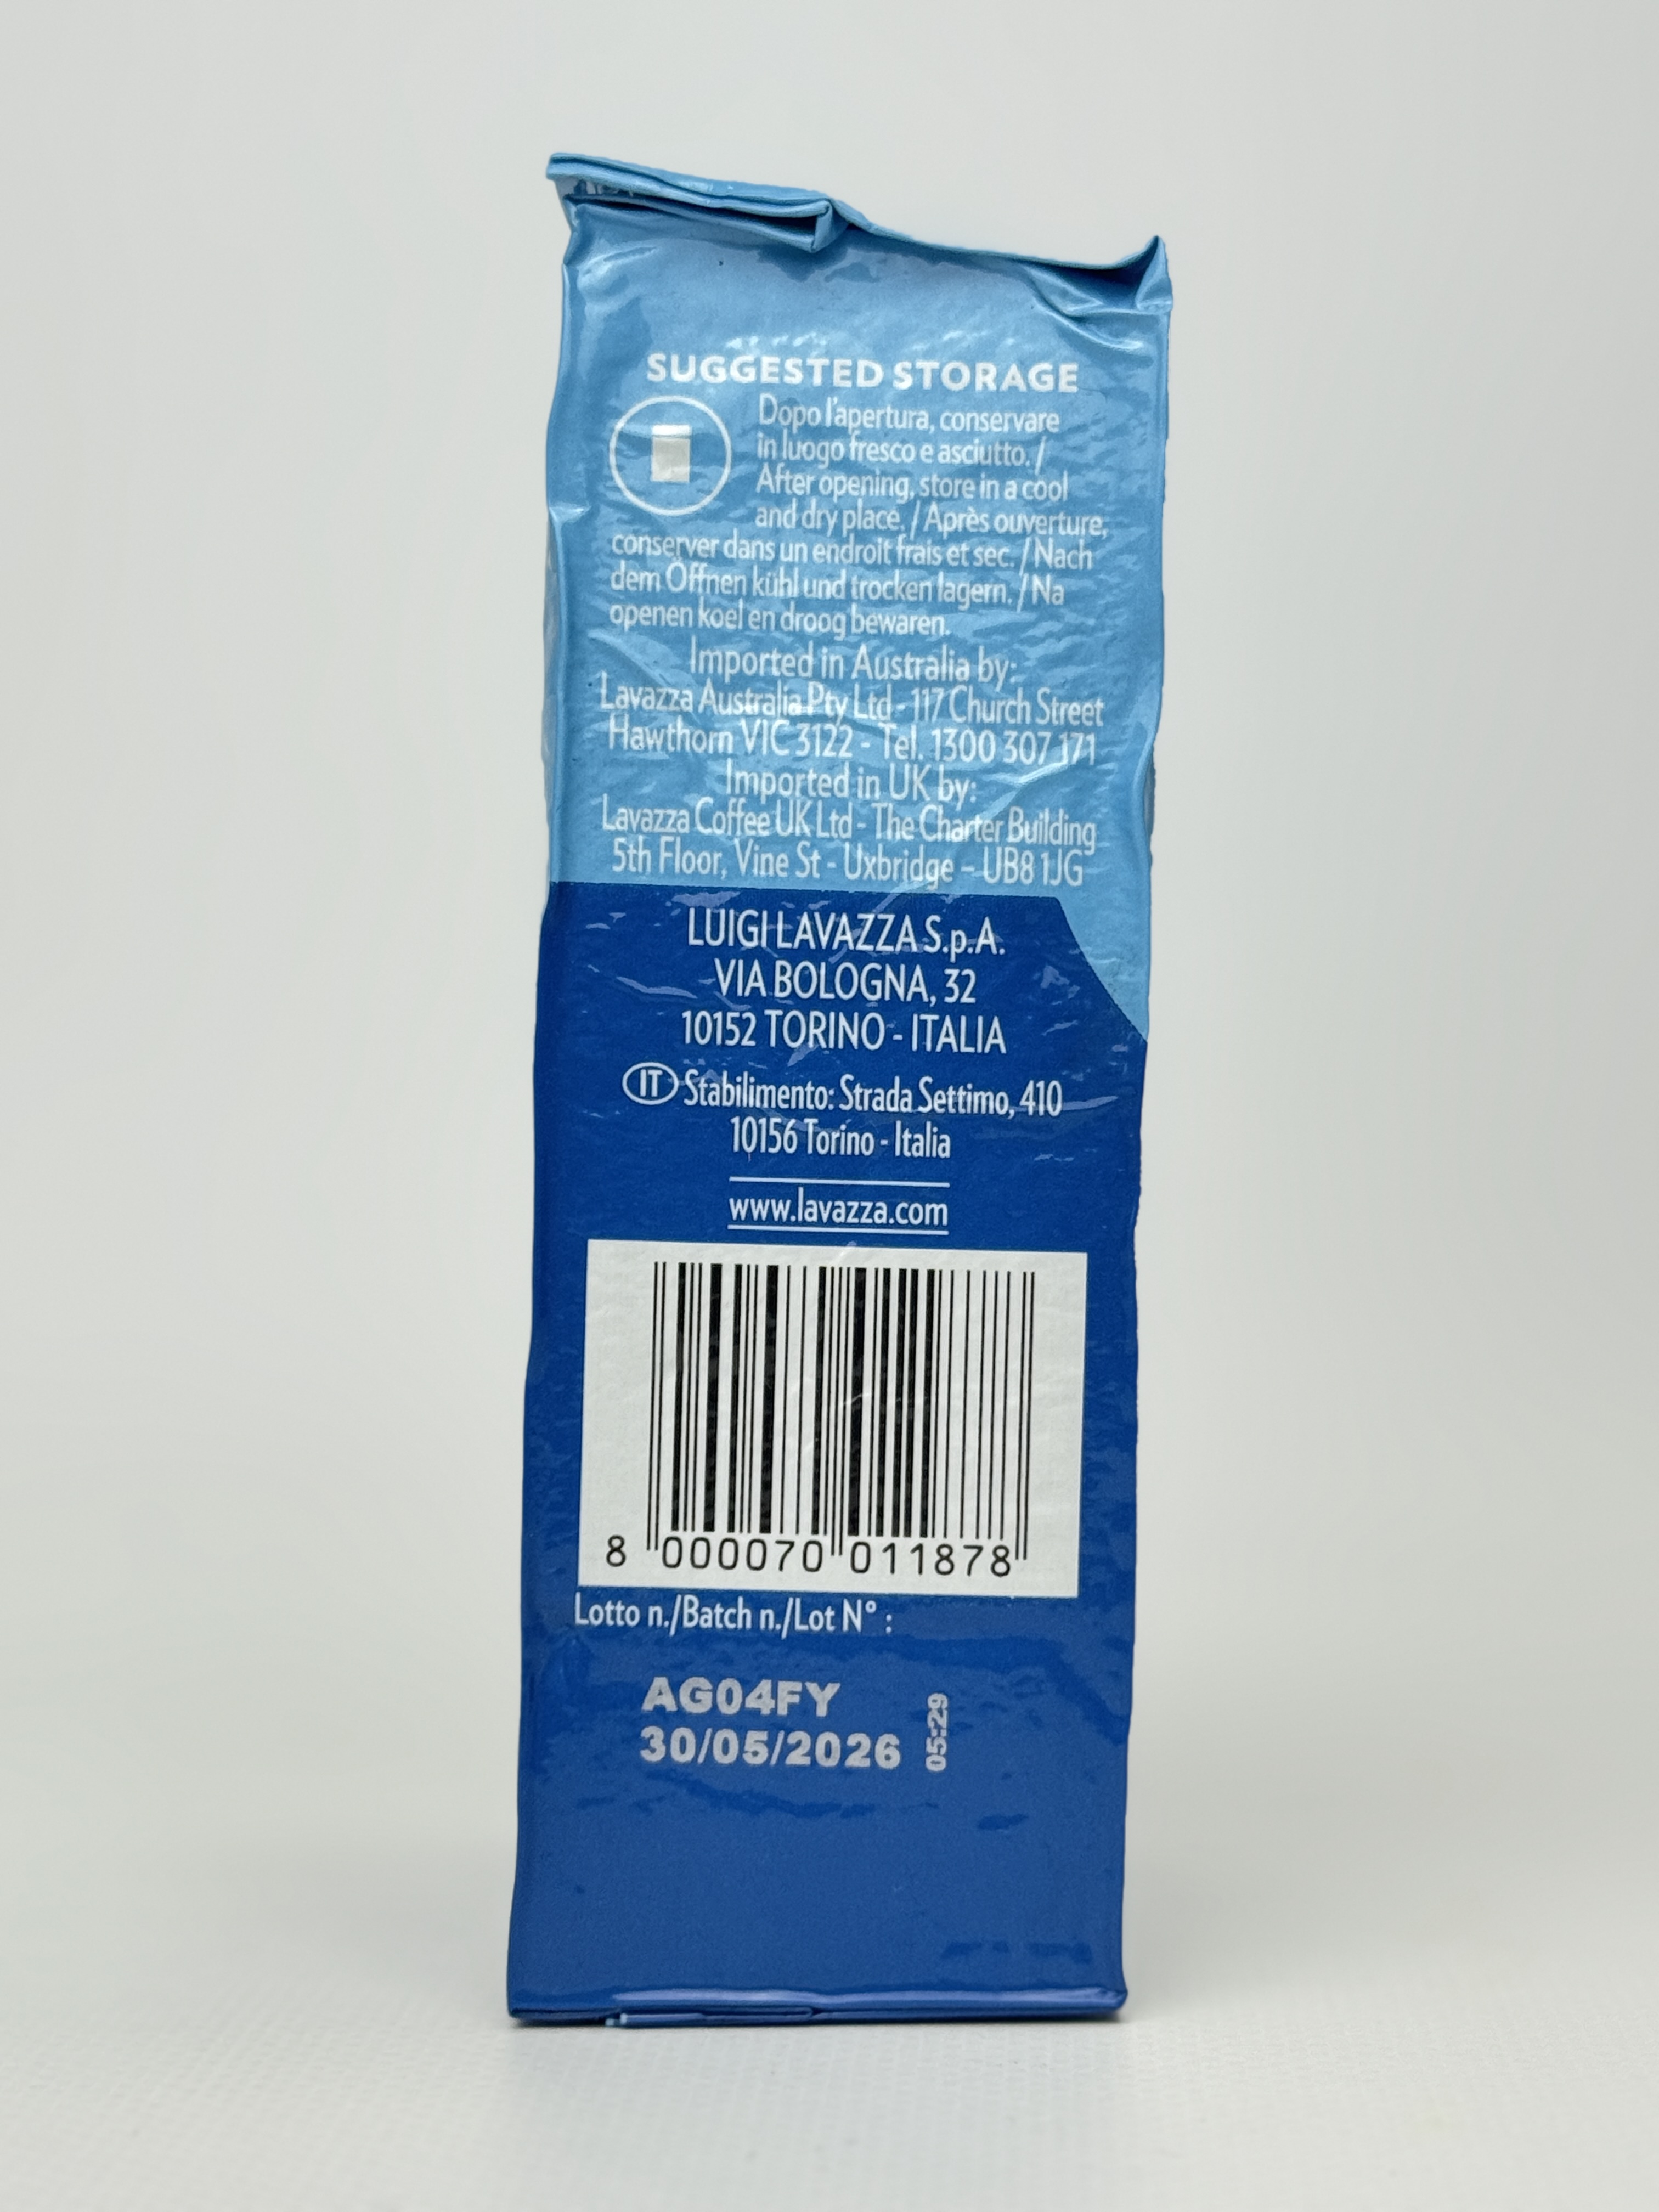 SUGGESTED STORAGE
Dopo l'apertura, conservare
in luogo fresco e asciutto. /
After opening, store in a cool
and dry place. / Après ouverture,
conserver dans un endroit frais et sec. / Nach
dem Öffnen kühl und trocken lagern. / Na
openen koel en droog bewaren.
Imported in Australia by:
Lavazza Australia Pty Ltd - 117 Church Street
Hawthorn VIC 3122 - Tel. 1300 307 171
Imported in UK by:
Lavazza Coffee UK Ltd - The Charter Building
5th Floor, Vine St - Uxbridge – UB8 1JG
LUIGI LAVAZZA S.p.A.
VIA BOLOGNA, 32
10152 TORINO - ITALIA
IT Stabilimento: Strada Settimo, 410
10156 Torino - Italia
www.lavazza.com
8 000070 011878
Lotto n./Batch n./Lot N° :
AG04FY
30/05/2026
05:29